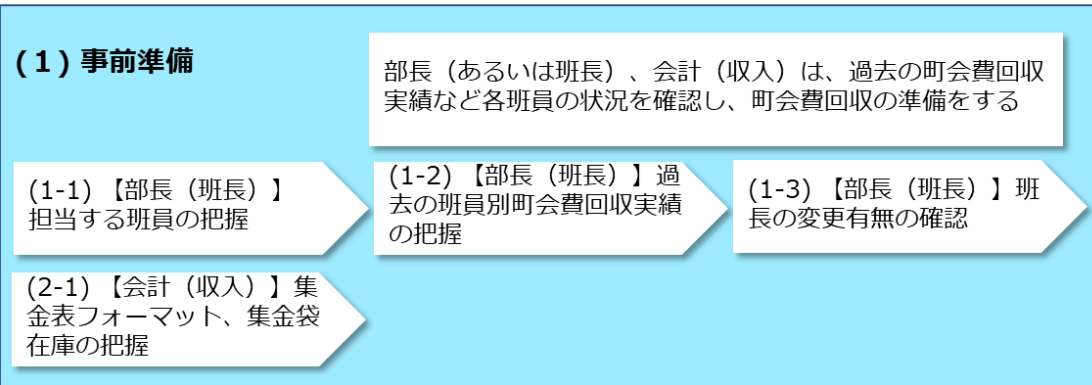 (1) 事前準備
部長（あるいは班長）、会計（収入）は、過去の町会費回収
実績など各班員の状況を確認し、町会費回収の準備をする
(1-1) 【部長（班長）】
担当する班員の把握
(1-2) 【部長（班長）】過
去の班員別町会費回収実績
の把握
(1-3) 【部長（班長）】班
長の変更有無の確認
(2-1) 【会計（収入）】集
金表フォーマット、集金袋
在庫の把握